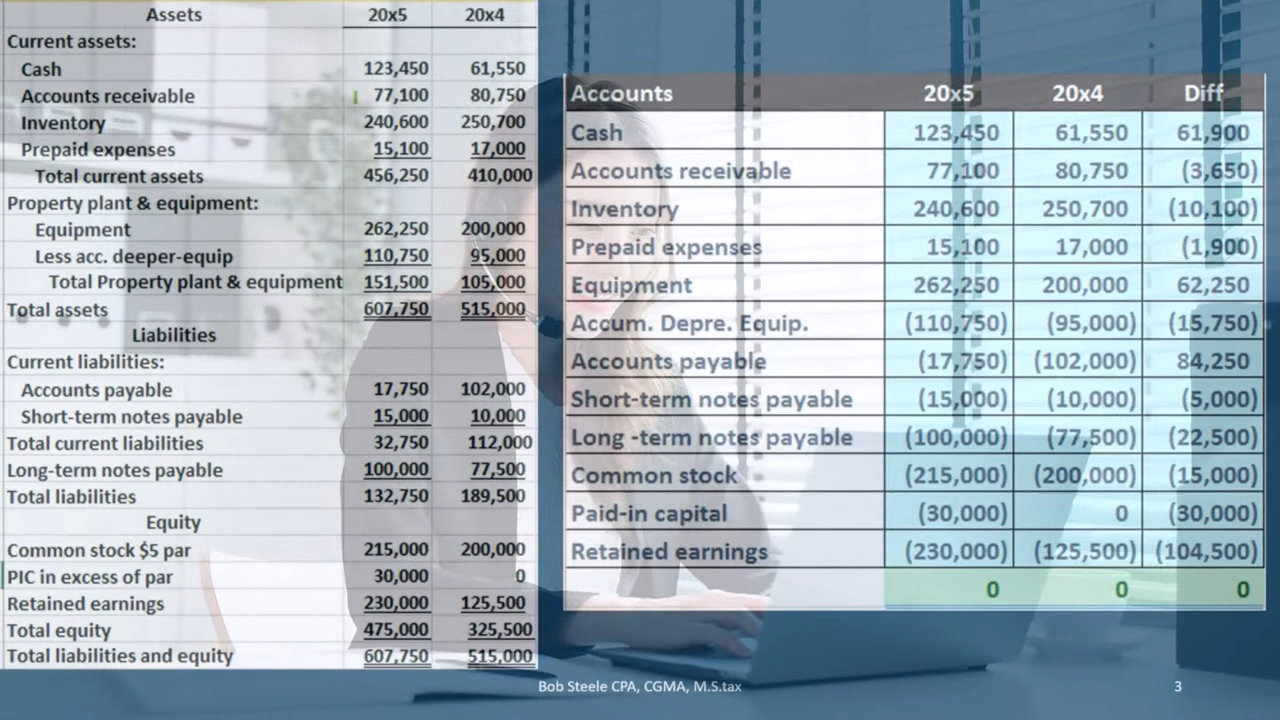 Assets 20x5 20x4
Current assets:
Cash 123,450 61,550
Accounts receivable 77,100 80,750
Inventory 240,600 250,700
Prepaid expenses 15,100 17,000
Total current assets 456,250 410,000
Property plant & equipment:
Equipment 262,250 200,000
Less acc. deeper-equip 110,750 95,000
Total Property plant & equipment 151,500 105,000
Total assets 607,750 515,000
Liabilities
Current liabilities:
Accounts payable 17,750 102,000
Short-term notes payable 15,000 10,000
Total current liabilities 32,750 112,000
Long-term notes payable 100,000 77,500
Total liabilities 132,750 189,500
Equity
Common stock $5 par 215,000 200,000
PIC in excess of par 30,000 0
Retained earnings 230,000 125,500
Total equity 475,000 325,500
Total liabilities and equity 607,750 515,000
Accounts 20x5 20x4 Diff
Cash 123,450 61,550 61,900
Accounts receivable 77,100 80,750 (3,650)
Inventory 240,600 250,700 (10,100)
Prepaid expenses 15,100 17,000 (1,900)
Equipment 262,250 200,000 62,250
Accum. Depre. Equip. (110,750) (95,000) (15,750)
Accounts payable (17,750) (102,000) 84,250
Short-term notes payable (15,000) (10,000) (5,000)
Long -term notes payable (100,000) (77,500) (22,500)
Common stock (215,000) (200,000) (15,000)
Paid-in capital (30,000) 0 (30,000)
Retained earnings (230,000) (125,500) (104,500)
0 0 0
Bob Steele CPA, CGMA, M.S.tax 3